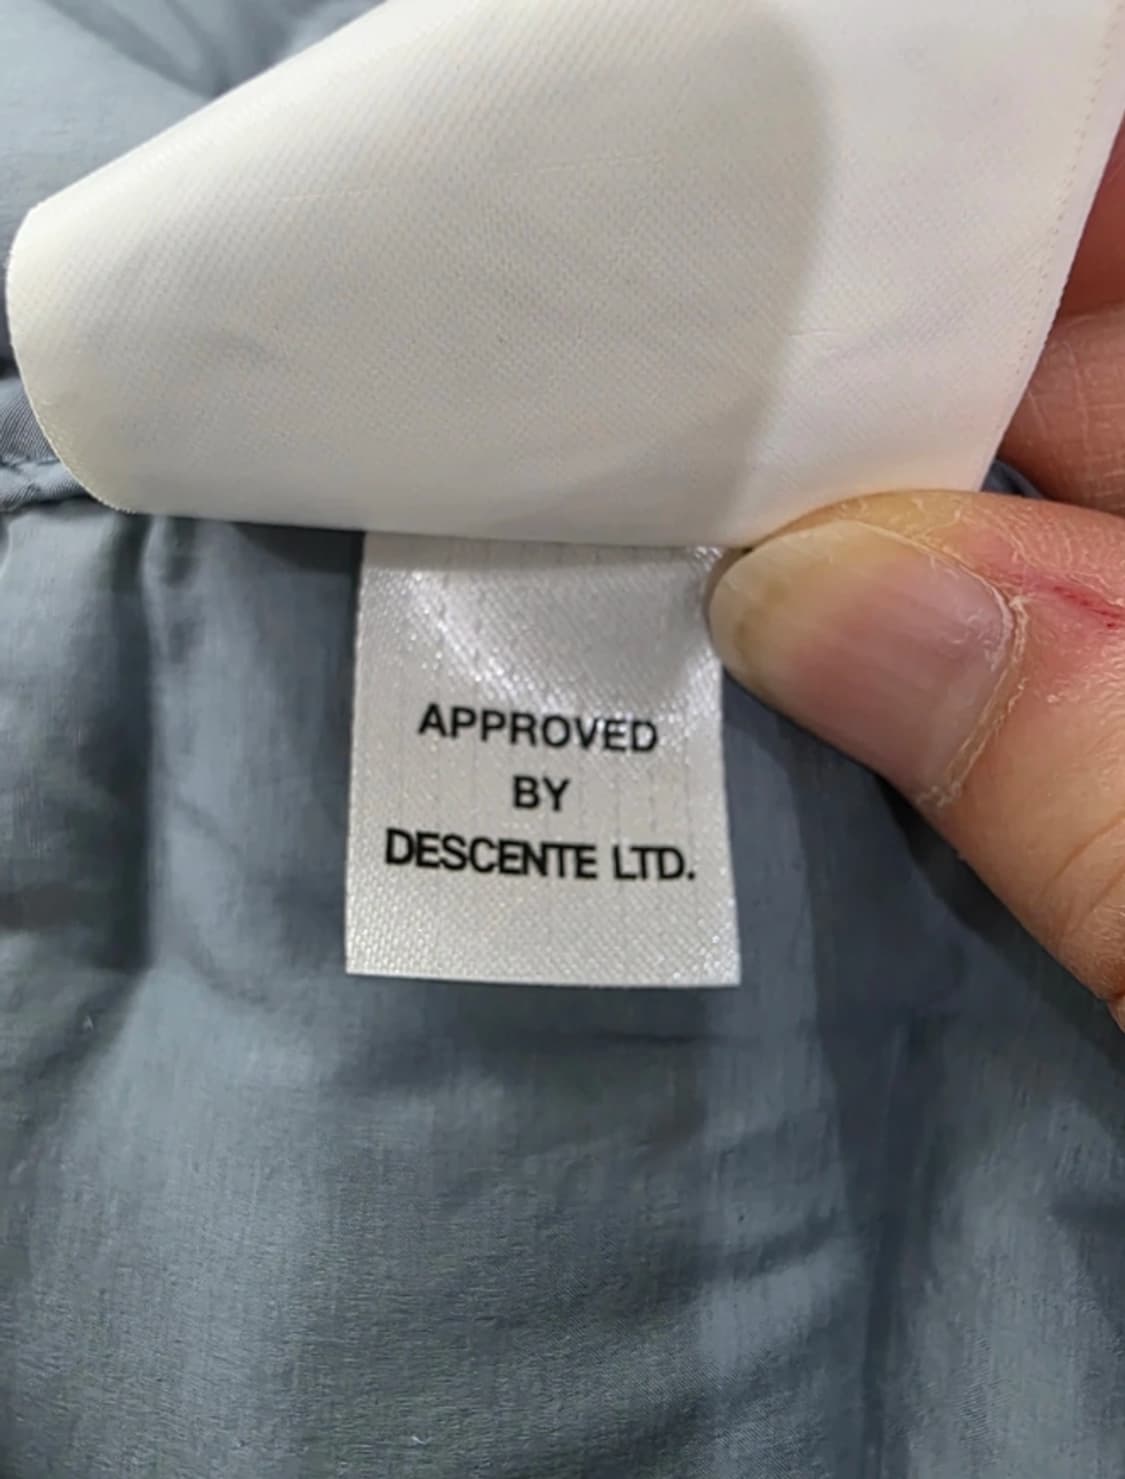 APPROVED
BY
DESCENTE LTD.